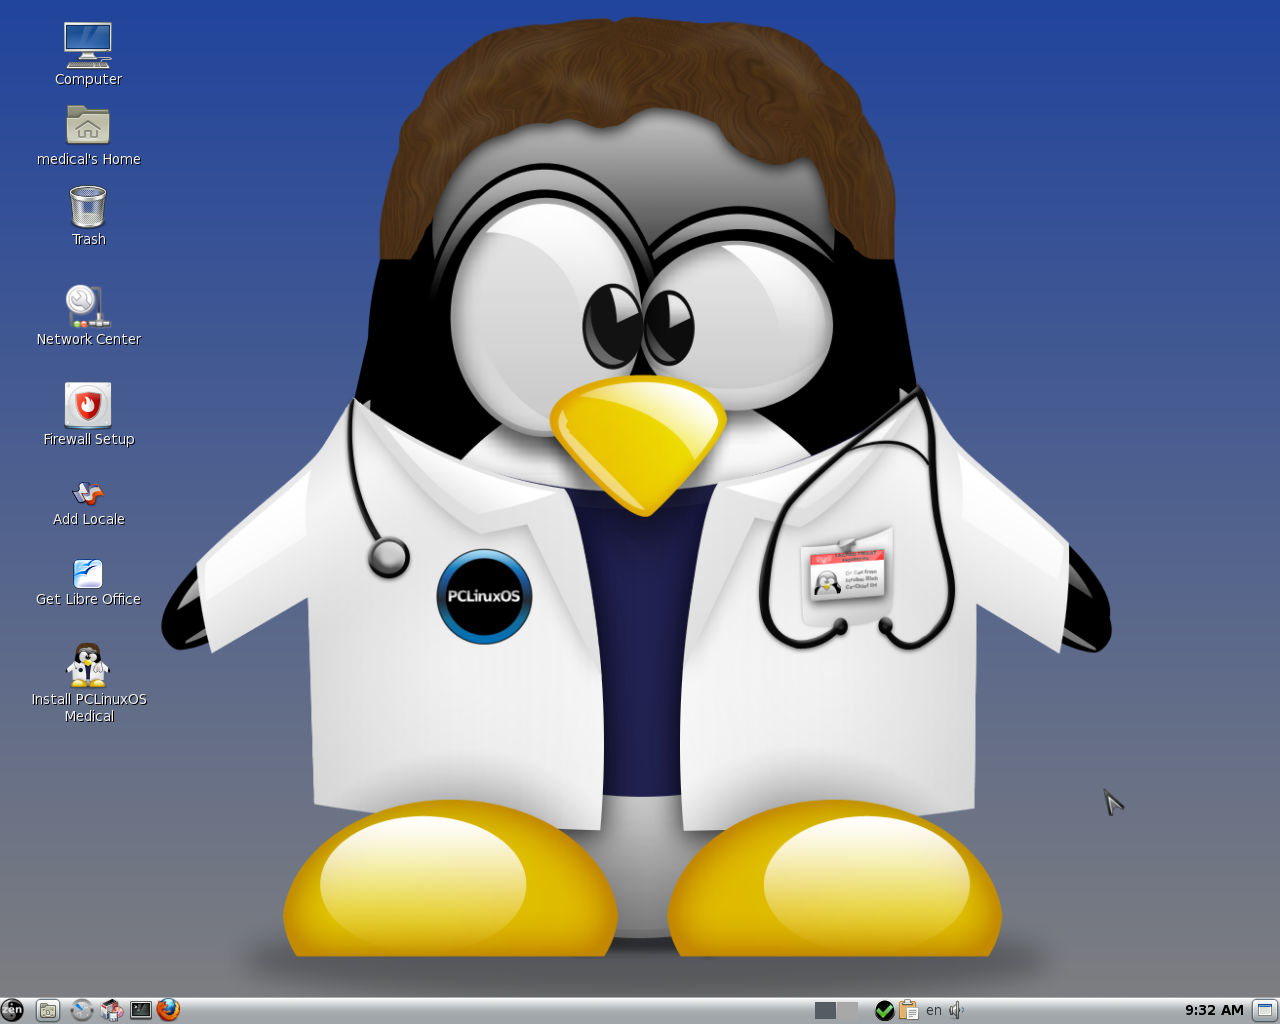 Computer
medical's Home
Trash
Network Center
Firewall Setup
Add Locale
Get Libre Office
Install PCLinuxOS
Medical
PCLinuxOS
zen
en
9:32 AM